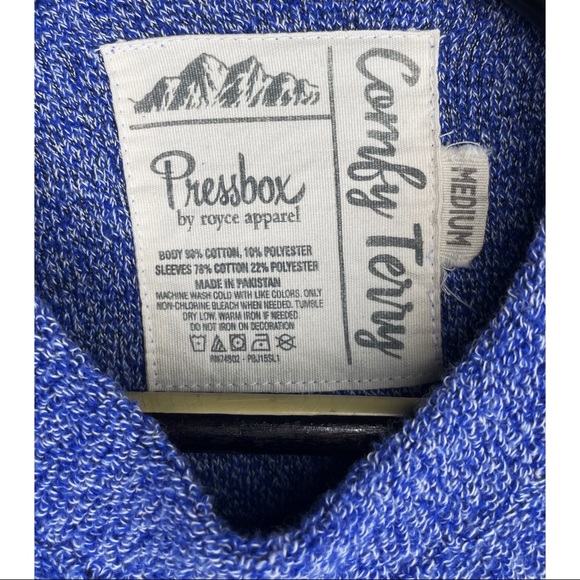 Pressbox
by royce apparel
BODY 90% COTTON, 10% POLYESTER
SLEEVES 78% COTTON 22% POLYESTER
MADE IN PAKISTAN
MACHINE WASH COLD WITH LIKE COLORS. ONLY
NON-CHLORINE BLEACH WHEN NEEDED. TUMBLE
DRY LOW. WARM IRON IF NEEDED.
DO NOT IRON ON DECORATION
RN74902 - PBJ15SL1
Comfy Terry
MEDIUM